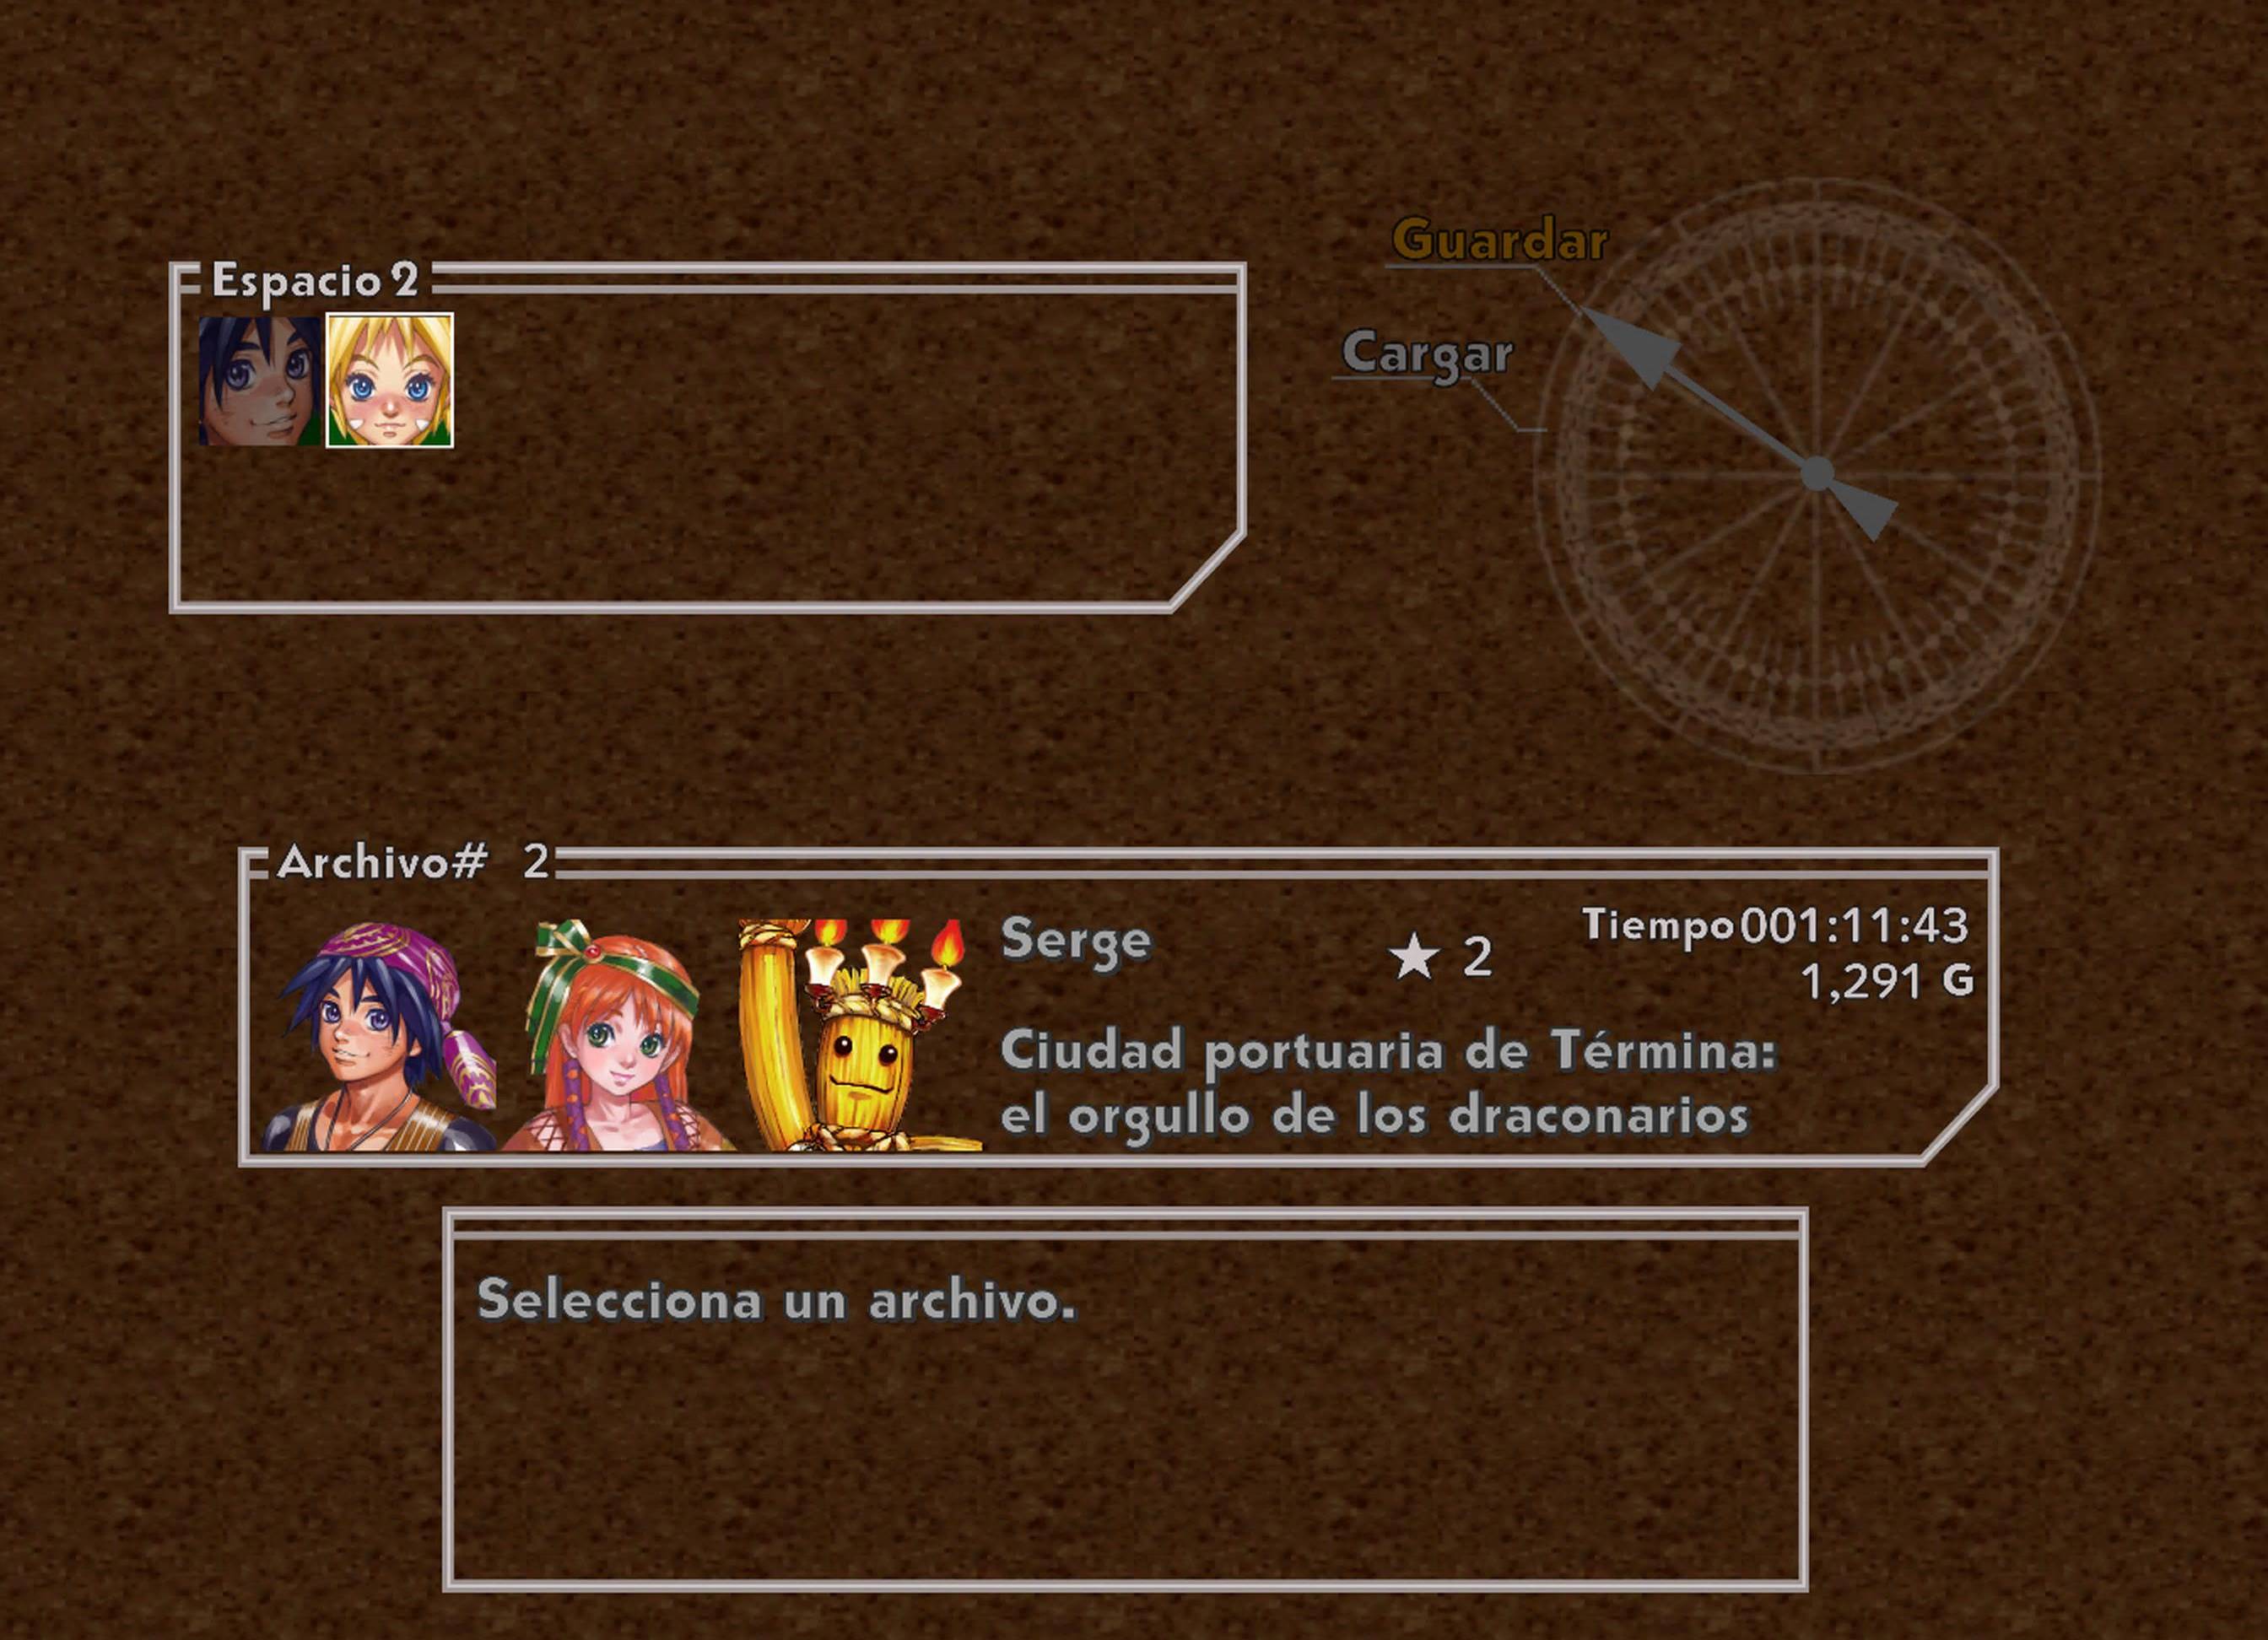 Guardar
Espacio 2
Cargar
Archivo# 2
Serge
★ 2
Tiempo 001:11:43
1,291 G
Ciudad portuaria de Términa:
el orgullo de los draconarios
Selecciona un archivo.